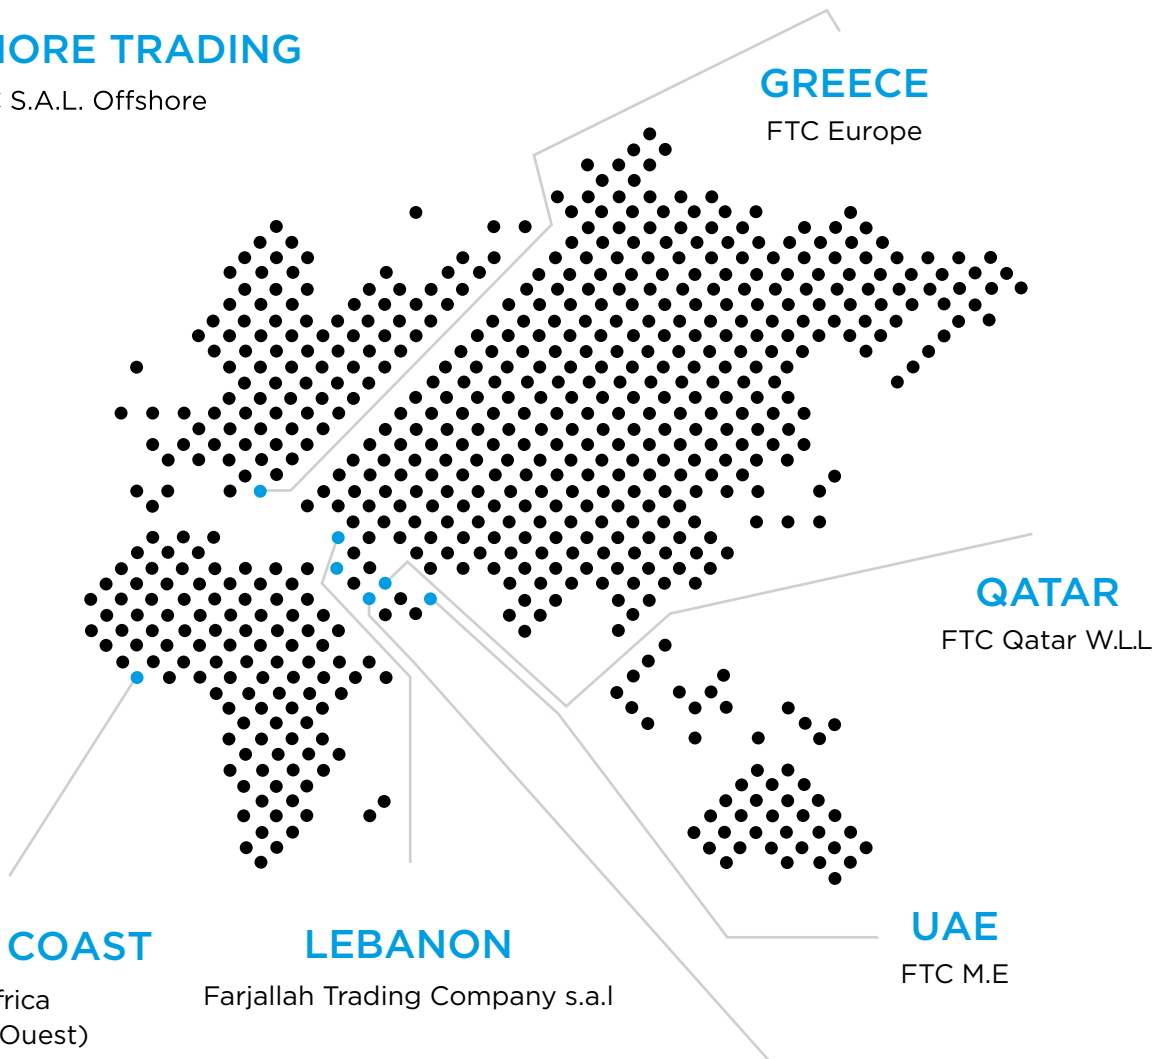 HORE TRADING
S.A.L. Offshore
GREECE
FTC Europe
QATAR
FTC Qatar W.L.L
UAE
FTC M.E
LEBANON
Farjallah Trading Company s.a.l
COAST
frica
Ouest)